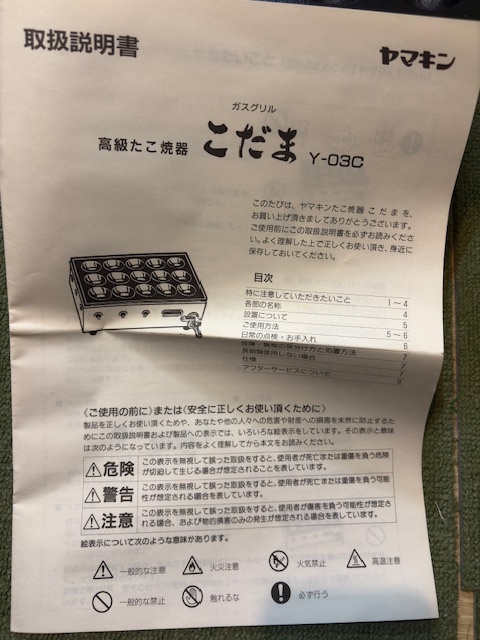 取扱説明書
ヤマキン
ガスグリル
高級たこ焼器 こだま Y-03C
このたびは、ヤマキンたこ焼器 こだま を、
お買い上げ頂きましてありがとうございます。
ご使用前にこの取扱説明書を必ずお読みくださ
い。よく理解した上で正しくお使い頂き、身近に
保存しておいてください。
目次
特に注意していただきたいこと 1～4
各部の名称 4
設置について 5
ご使用方法 5～6
日常の点検・お手入れ 6
故障・異常の見分け方と処置方法 7
長期間使用しない場合 7
仕様 7
アフターサービスについて 8
〈ご使用の前に〉または〈安全に正しくお使い頂くために〉
製品を正しくお使い頂くためや、あなたや他の人々への危害や財産への損害を未然に防止するた
めにこの取扱説明書および製品への表示では、いろいろな絵表示をしています。その表示と意味
は次のようになっています。内容をよく理解してから本文をお読みください。
危険 この表示を無視して誤った取扱をすると、使用者が死亡または重傷を負う危険
が切迫して生じる場合が想定されることを表しています。
警告 この表示を無視して誤った取扱をすると、使用者が死亡または重傷を負う可能
性が想定される場合を表しています。
注意 この表示を無視して誤った取扱をすると、使用者が傷害を負う可能性が想定さ
れる場合、および物的損害のみの発生が想定される場合を表しています。
絵表示について次のような意味があります。
一般的な注意 火災注意 火気禁止 高温注意
一般的な禁止 触れるな 必ず行う